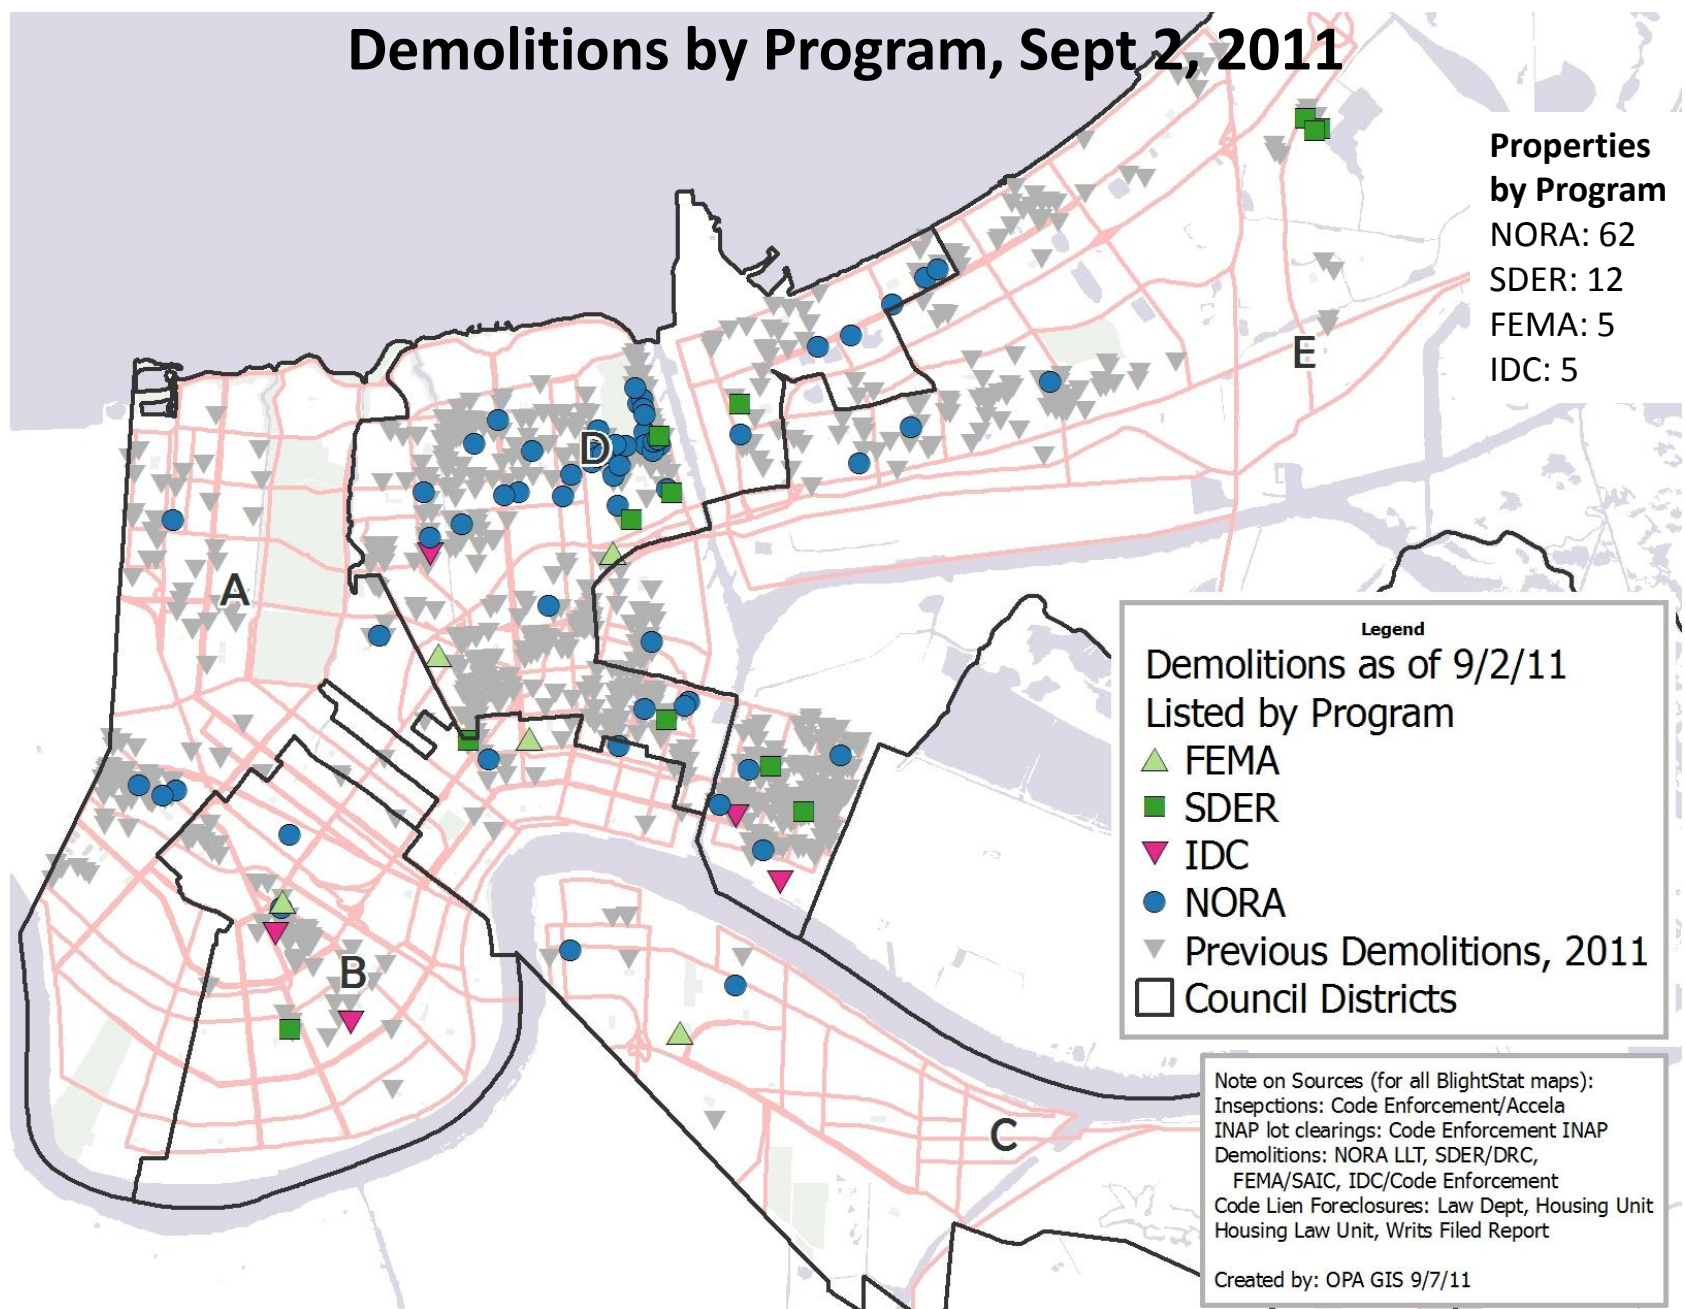 Demolitions by Program, Sept 2, 2011
Properties
by Program
NORA: 62
SDER: 12
FEMA: 5
IDC: 5
E
D
A
B
C
Legend
Demolitions as of 9/2/11
Listed by Program
FEMA
SDER
IDC
NORA
Previous Demolitions, 2011
Council Districts
Note on Sources (for all BlightStat maps):
Insepctions: Code Enforcement/Accela
INAP lot clearings: Code Enforcement INAP
Demolitions: NORA LLT, SDER/DRC,
FEMA/SAIC, IDC/Code Enforcement
Code Lien Foreclosures: Law Dept, Housing Unit
Housing Law Unit, Writs Filed Report
Created by: OPA GIS 9/7/11